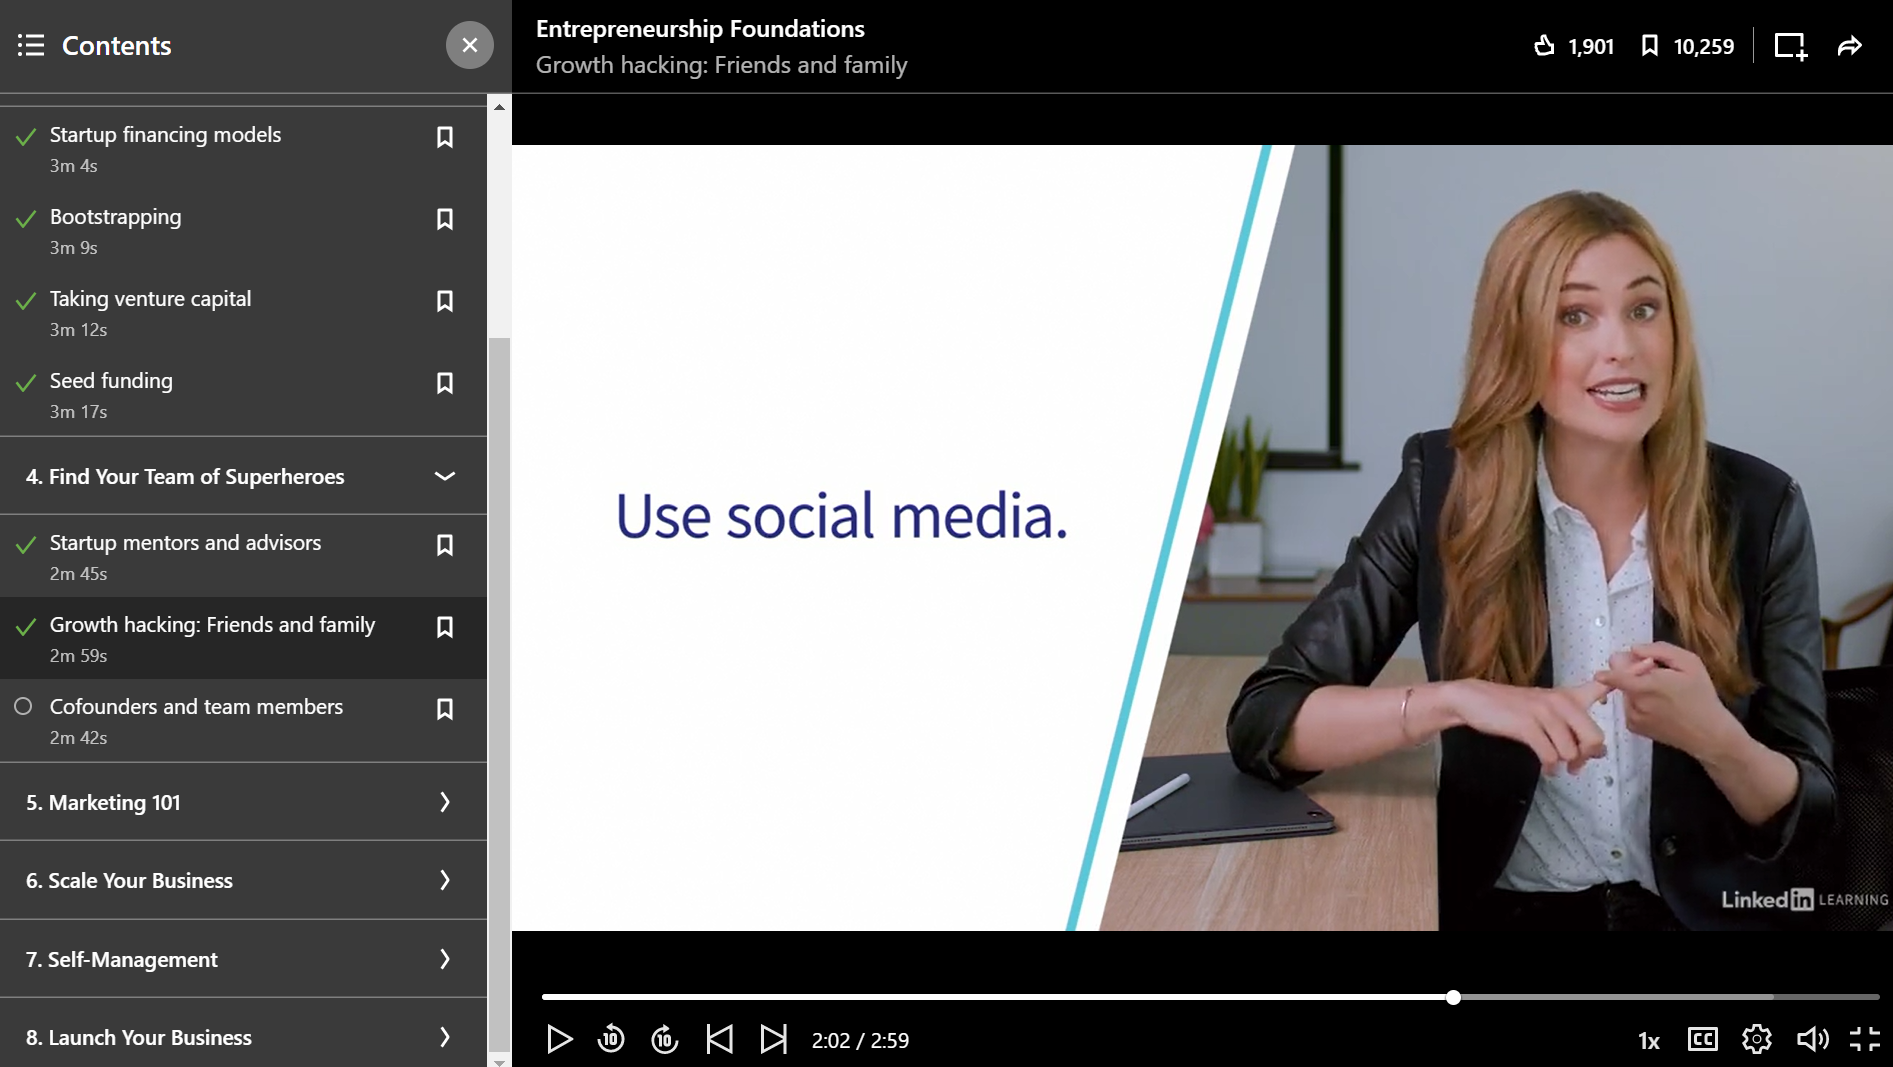 Contents
Startup financing models
3m 4s
Bootstrapping
3m 9s
Taking venture capital
3m 12s
Seed funding
3m 17s
4. Find Your Team of Superheroes
Startup mentors and advisors
2m 45s
Growth hacking: Friends and family
2m 59s
Cofounders and team members
2m 42s
5. Marketing 101
6. Scale Your Business
7. Self-Management
8. Launch Your Business
Entrepreneurship Foundations
Growth hacking: Friends and family
1,901
10,259
Use social media.
Linked in LEARNING
10
10
2:02 / 2:59
1x
CC